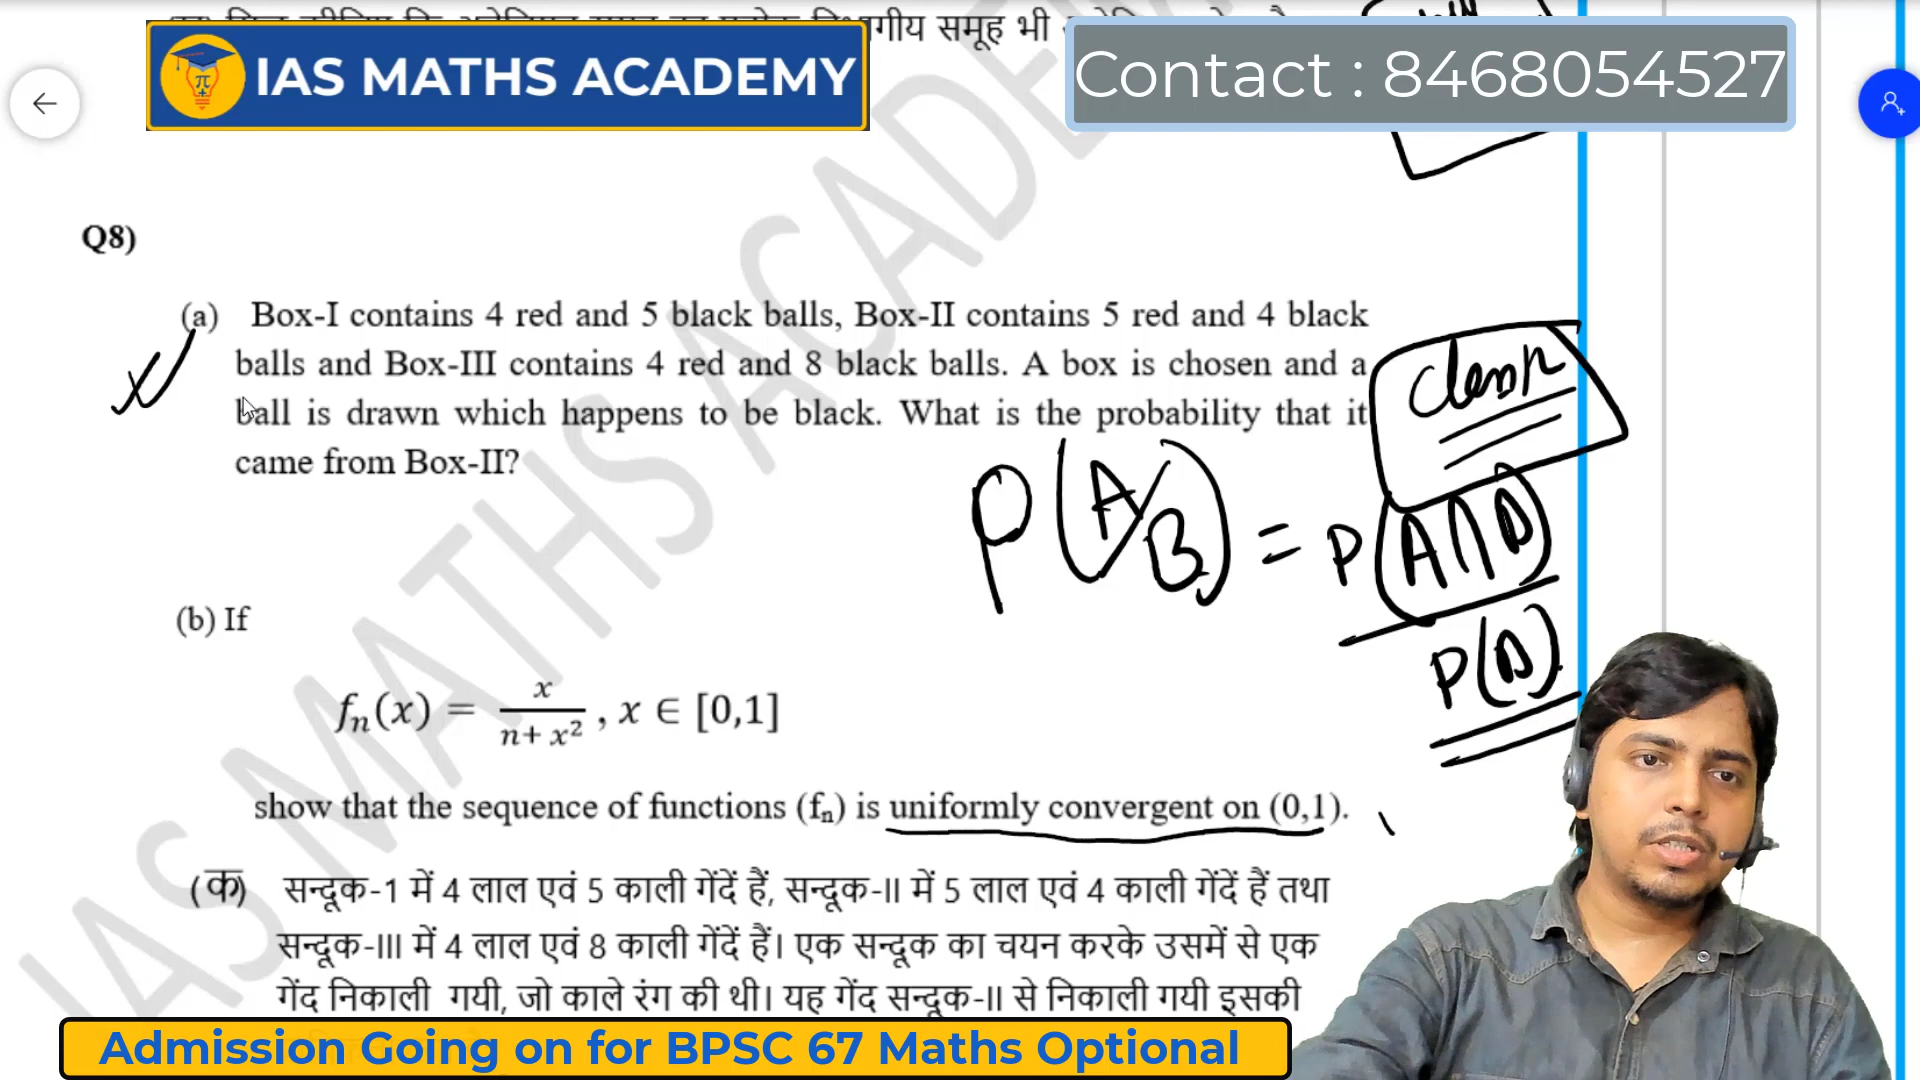 गीय समूह भी
IAS MATHS ACADEMY
Contact : 8468054527
Q8)
(a) Box-I contains 4 red and 5 black balls, Box-II contains 5 red and 4 black
balls and Box-III contains 4 red and 8 black balls. A box is chosen and a
ball is drawn which happens to be black. What is the probability that it
came from Box-II?
P(A/B) = P(A∩B)
P(B)
(b) If
fₙ(x) = x / n + x² , x ∈ [0,1]
show that the sequence of functions (fₙ) is uniformly convergent on (0,1).
(क) सन्दूक-1 में 4 लाल एवं 5 काली गेंदें हैं, सन्दूक-II में 5 लाल एवं 4 काली गेंदें हैं तथा
सन्दूक-III में 4 लाल एवं 8 काली गेंदें हैं। एक सन्दूक का चयन करके उसमें से एक
गेंद निकाली गयी, जो काले रंग की थी। यह गेंद सन्दूक-II से निकाली गयी इसकी
Admission Going on for BPSC 67 Maths Optional
IAS MATHS ACADEMY